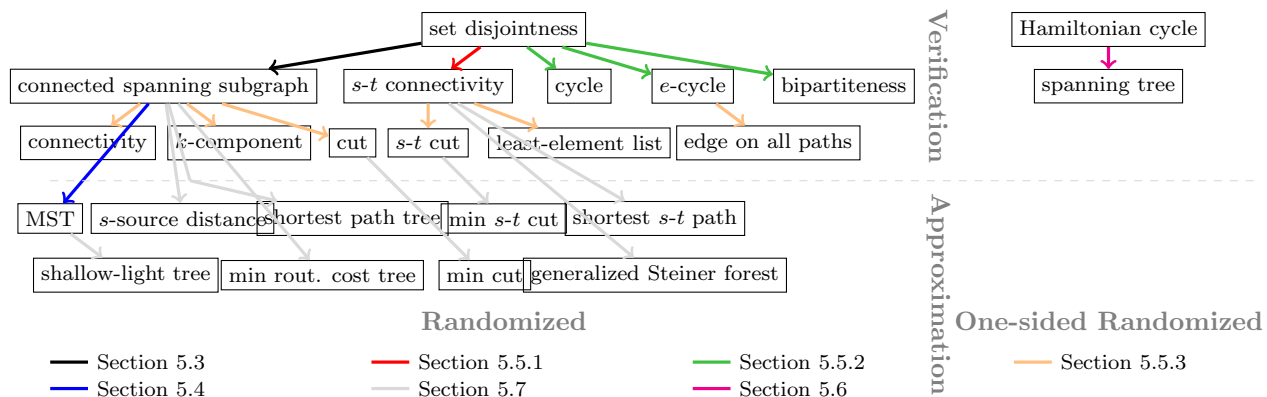 set disjointness
Hamiltonian cycle
Verification
connected spanning subgraph
s-t connectivity
cycle
e-cycle
bipartiteness
spanning tree
connectivity
k-component
cut
s-t cut
least-element list
edge on all paths
Approximation
MST
s-source distance
shortest path tree
min s-t cut
shortest s-t path
shallow-light tree
min rout. cost tree
min cut
generalized Steiner forest
Randomized
One-sided Randomized
Section 5.3
Section 5.5.1
Section 5.5.2
Section 5.5.3
Section 5.4
Section 5.7
Section 5.6